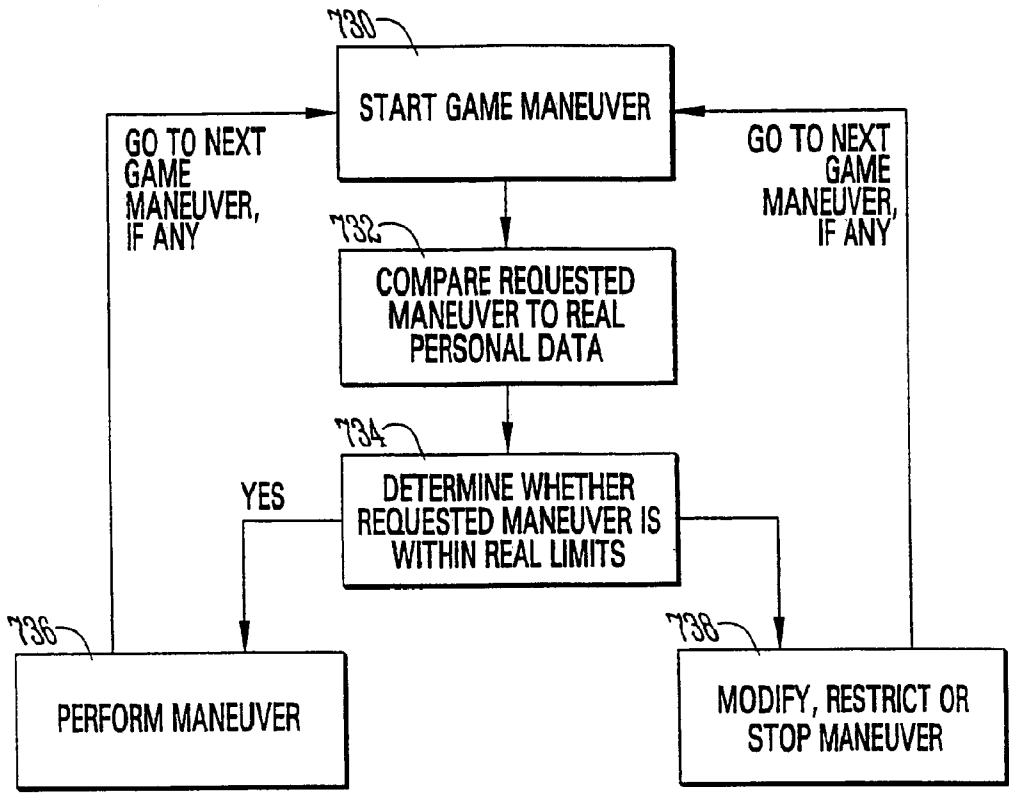 730
START GAME MANEUVER
GO TO NEXT
GAME
MANEUVER,
IF ANY
GO TO NEXT
GAME
MANEUVER,
IF ANY
732
COMPARE REQUESTED
MANEUVER TO REAL
PERSONAL DATA
734
DETERMINE WHETHER
REQUESTED MANEUVER IS
WITHIN REAL LIMITS
YES
736
PERFORM MANEUVER
738
MODIFY, RESTRICT OR
STOP MANEUVER